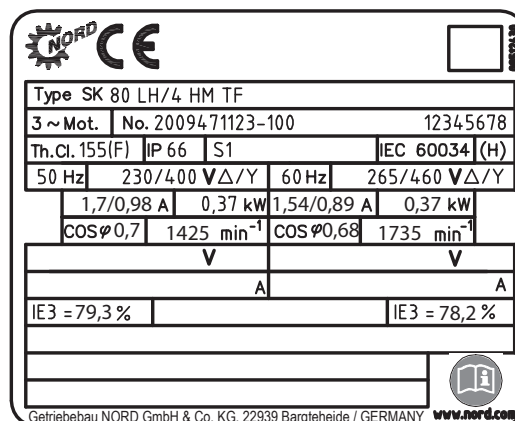 NORD CE
Type SK 80 LH/4 HM TF
3 ~ Mot. No. 2009471123-100 12345678
Th.Cl. 155(F) IP 66 S1 IEC 60034 (H)
50 Hz 230/400 V△/Y 60 Hz 265/460 V△/Y
1,7/0,98 A 0,37 kW 1,54/0,89 A 0,37 kW
COSφ 0,7 1425 min⁻¹ COSφ 0,68 1735 min⁻¹
V V
A A
IE3 = 79,3 % IE3 = 78,2 %
Getriebebau NORD GmbH & Co. KG, 22939 Bargteheide / GERMANY www.nord.com